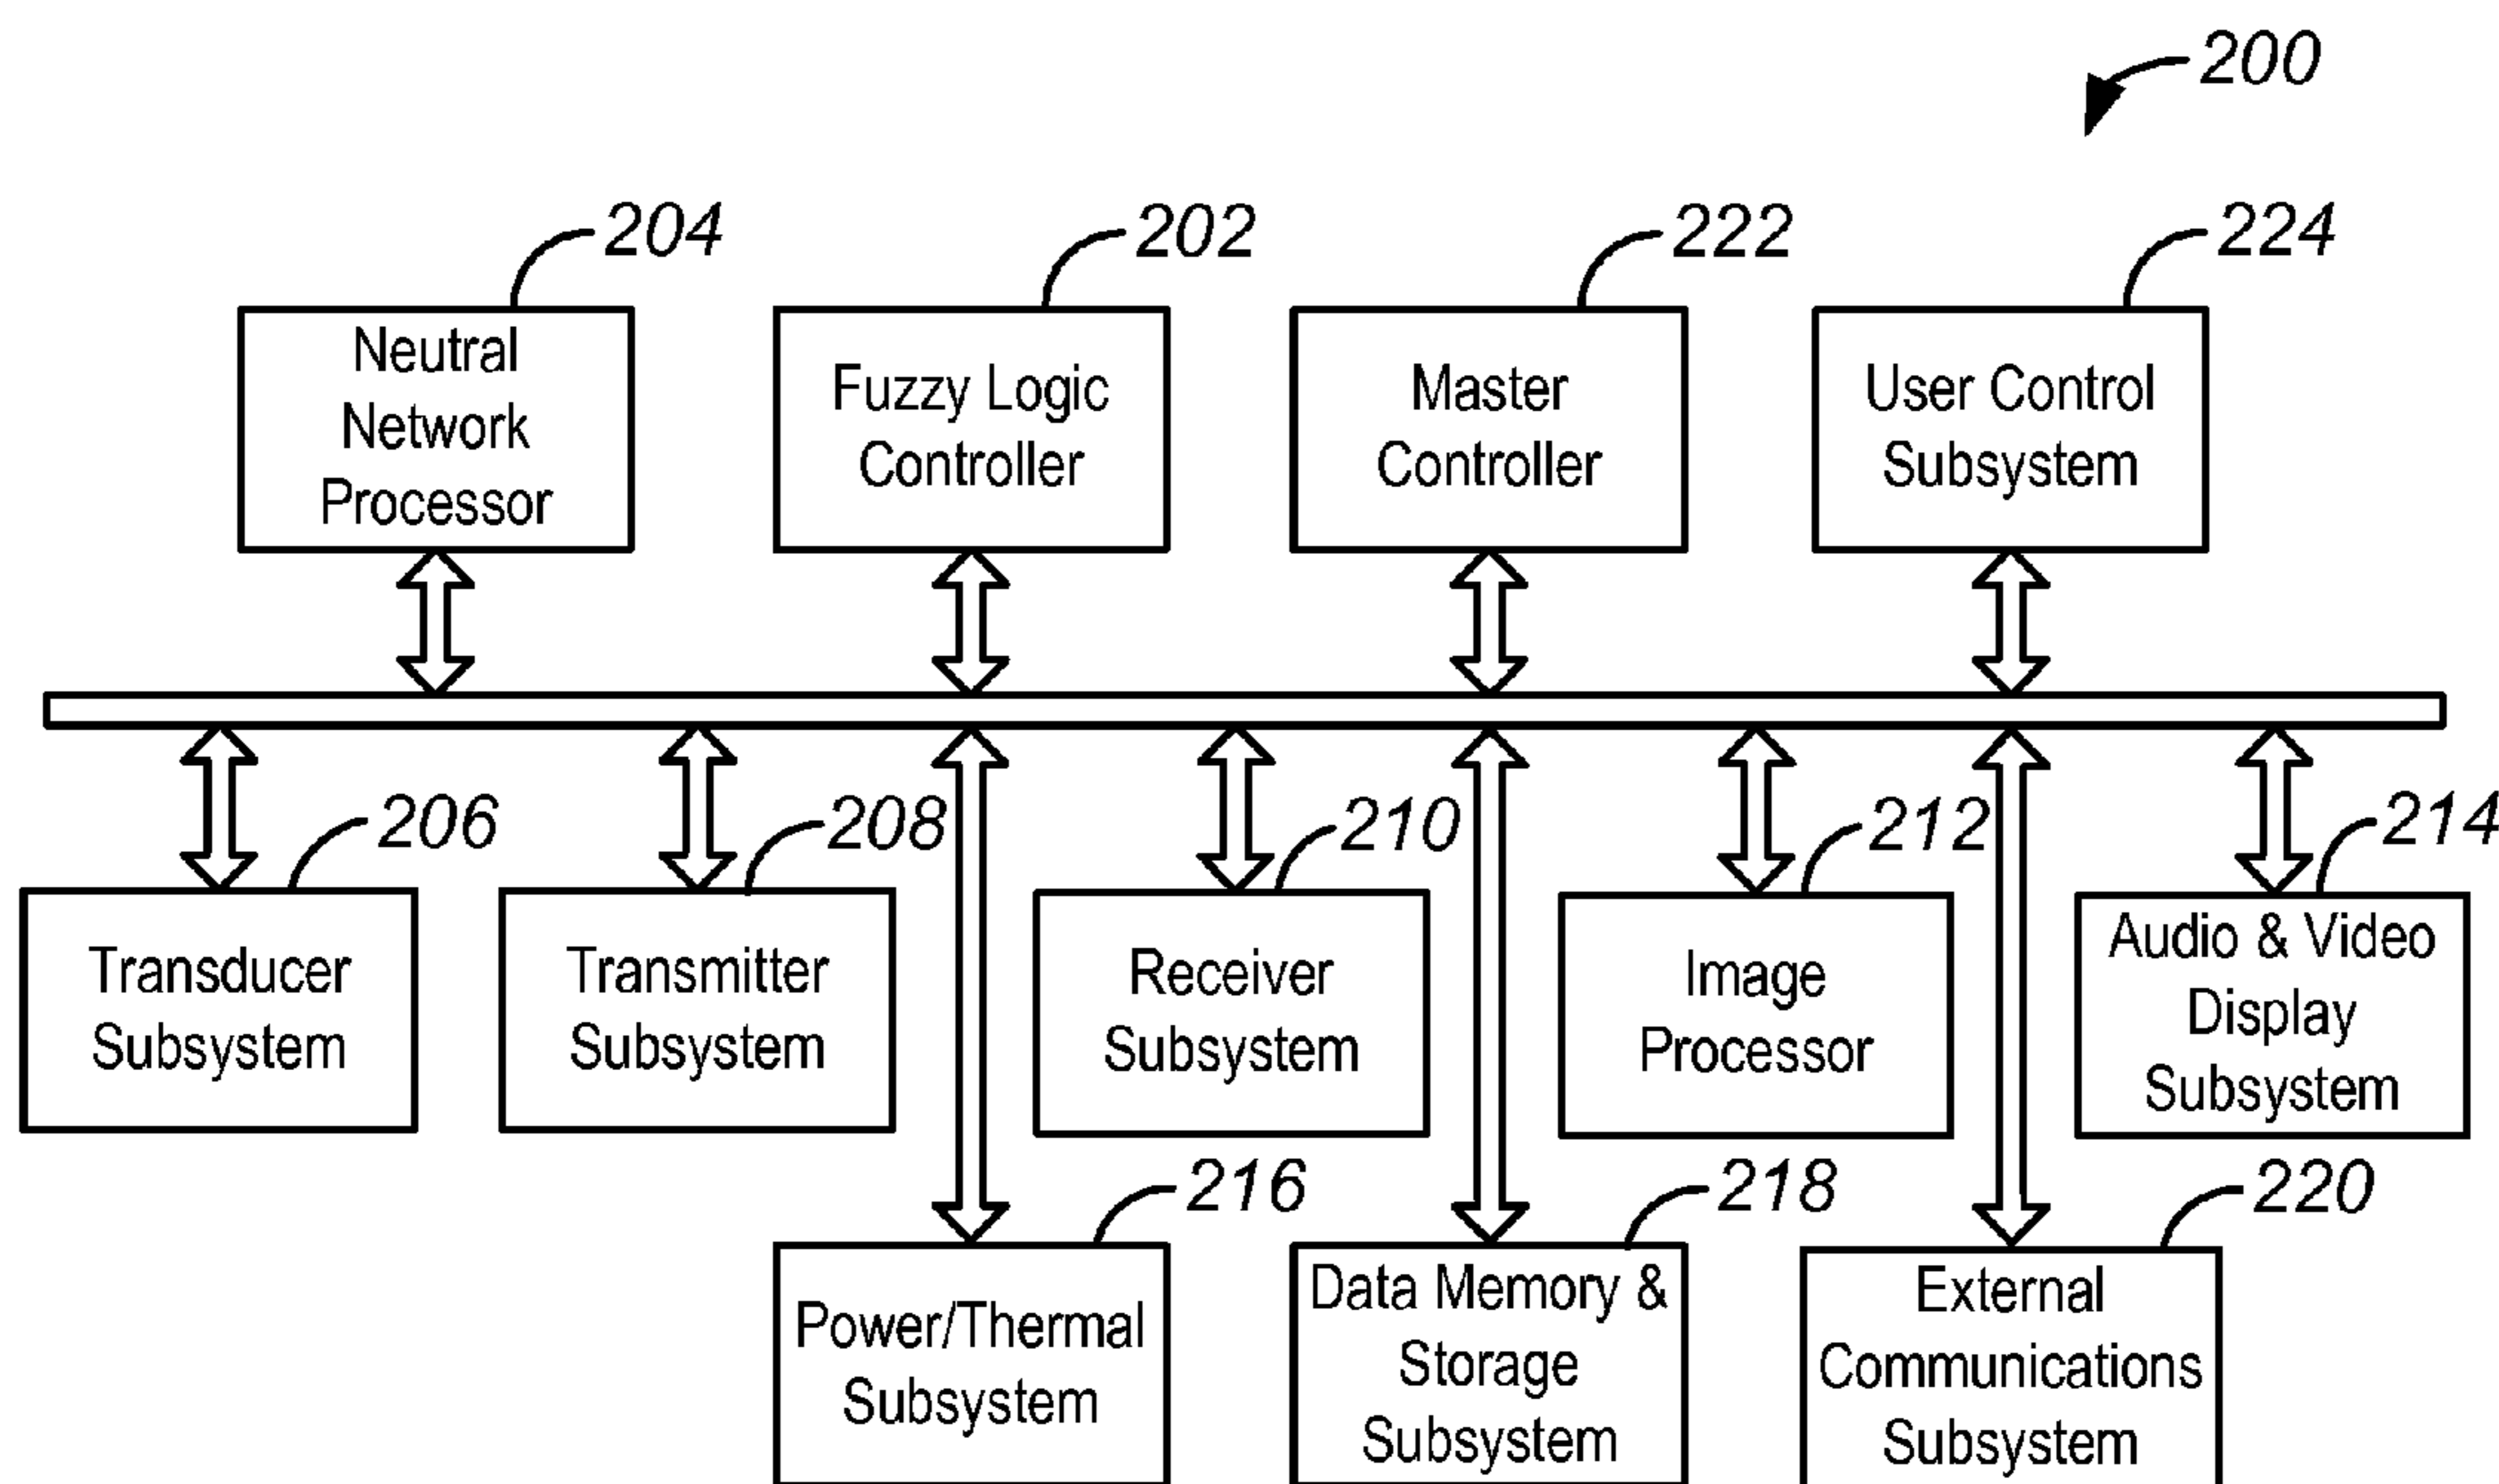 200
204
202
222
224
Neutral
Network
Processor
Fuzzy Logic
Controller
Master
Controller
User Control
Subsystem
206
208
210
212
214
Transducer
Subsystem
Transmitter
Subsystem
Receiver
Subsystem
Image
Processor
Audio & Video
Display
Subsystem
216
218
220
Power/Thermal
Subsystem
Data Memory &
Storage
Subsystem
External
Communications
Subsystem